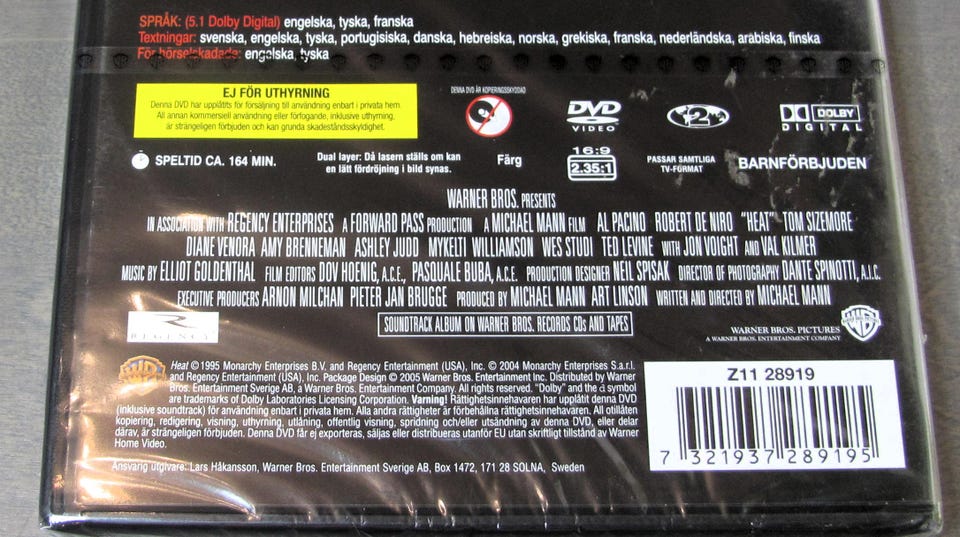 SPRÅK: (5.1 Dolby Digital) engelska, tyska, franska
Textningar: svenska, engelska, tyska, portugisiska, danska, hebreiska, norska, grekiska, franska, nederländska, arabiska, finska
För hörselskadade: engelska, tyska
EJ FÖR UTHYRNING
Denna DVD har upplåtits för försäljning till användning enbart i privata hem.
All annan kommersiell användning eller förfogande, inklusive uthyrning,
är strängeligen förbjuden och kan grunda skadeståndsskyldighet.
DENNA DVD ÄR KOPIERINGSSKYDDAD
DVD
VIDEO
2
DOLBY
DIGITAL
SPELTID CA. 164 MIN.
Dual layer: Då lasern ställs om kan
en lätt fördröjning i bild synas.
Färg
16:9
2.35:1
PASSAR SAMTLIGA
TV-FORMAT
BARNFÖRBJUDEN
WARNER BROS. PRESENTS
IN ASSOCIATION WITH REGENCY ENTERPRISES A FORWARD PASS PRODUCTION A MICHAEL MANN FILM AL PACINO ROBERT DE NIRO "HEAT" TOM SIZEMORE
DIANE VENORA AMY BRENNEMAN ASHLEY JUDD MYKELTI WILLIAMSON WES STUDI TED LEVINE WITH JON VOIGHT AND VAL KILMER
MUSIC BY ELLIOT GOLDENTHAL FILM EDITORS DOV HOENIG, A.C.E., PASQUALE BUBA, A.C.E. PRODUCTION DESIGNER NEIL SPISAK DIRECTOR OF PHOTOGRAPHY DANTE SPINOTTI, A.I.C.
EXECUTIVE PRODUCERS ARNON MILCHAN PIETER JAN BRUGGE PRODUCED BY MICHAEL MANN ART LINSON WRITTEN AND DIRECTED BY MICHAEL MANN
R
REGENCY
SOUNDTRACK ALBUM ON WARNER BROS. RECORDS CDs AND TAPES
WARNER BROS. PICTURES
A WARNER BROS. ENTERTAINMENT COMPANY
Heat © 1995 Monarchy Enterprises B.V. and Regency Entertainment (USA), Inc. © 2004 Monarchy Enterprises S.a.r.l.
and Regency Entertainment (USA), Inc. Package Design © 2005 Warner Bros. Entertainment Inc. Distributed by Warner
Bros. Entertainment Sverige AB, a Warner Bros. Entertainment Company. All rights reserved. "Dolby" and the d symbol
are trademarks of Dolby Laboratories Licensing Corporation. Varning! Rättighetsinnehavaren har upplåtit denna DVD
(inklusive soundtrack) för användning enbart i privata hem. Alla andra rättigheter är förbehållna rättighetsinnehavaren. All otillåten
kopiering, redigering, visning, uthyrning, utlåning, offentlig visning, spridning och/eller utsändning av denna DVD, eller delar
därav, är strängeligen förbjuden. Denna DVD får ej exporteras, säljas eller distribueras utanför EU utan skriftligt tillstånd av Warner
Home Video.
Ansvarig utgivare: Lars Håkansson, Warner Bros. Entertainment Sverige AB, Box 1472, 171 28 SOLNA, Sweden
Z11 28919
7 321937 289195